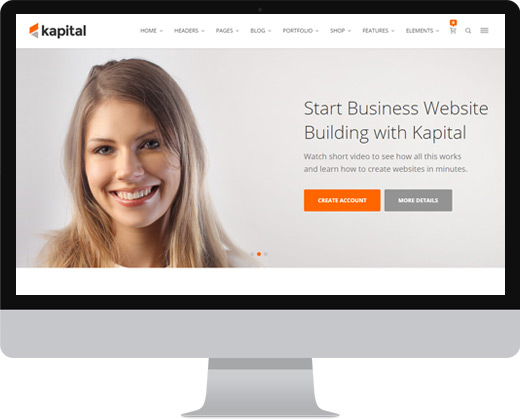 kapital
HOME HEADERS PAGES BLOG PORTFOLIO SHOP FEATURES ELEMENTS
Start Business Website
Building with Kapital
Watch short video to see how all this works
and learn how to create websites in minutes.
CREATE ACCOUNT MORE DETAILS